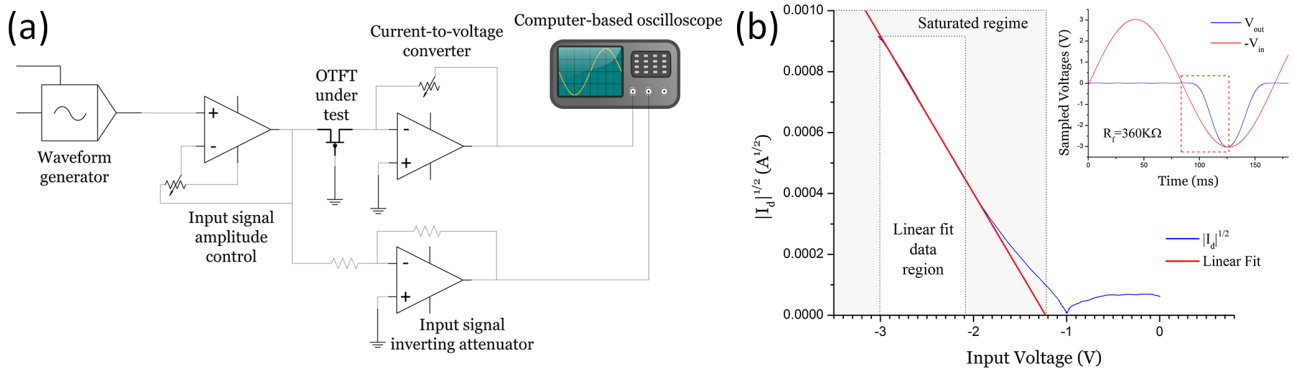 (a)
Computer-based oscilloscope
Current-to-voltage
converter
OTFT
under
test
+
-
-
+
Waveform
generator
Input signal
amplitude
control
-
+
Input signal
inverting attenuator
(b)
0.0010
0.0008
0.0006
0.0004
0.0002
0.0000
|I_d|^1/2 (A^1/2)
-3
-2
-1
0
Input Voltage (V)
Saturated regime
Linear fit
data
region
|I_d|^1/2
Linear Fit
3
2
1
0
-1
-2
-3
Sampled Voltages (V)
0
50
100
150
Time (ms)
V_out
-V_in
R_f=360KΩ